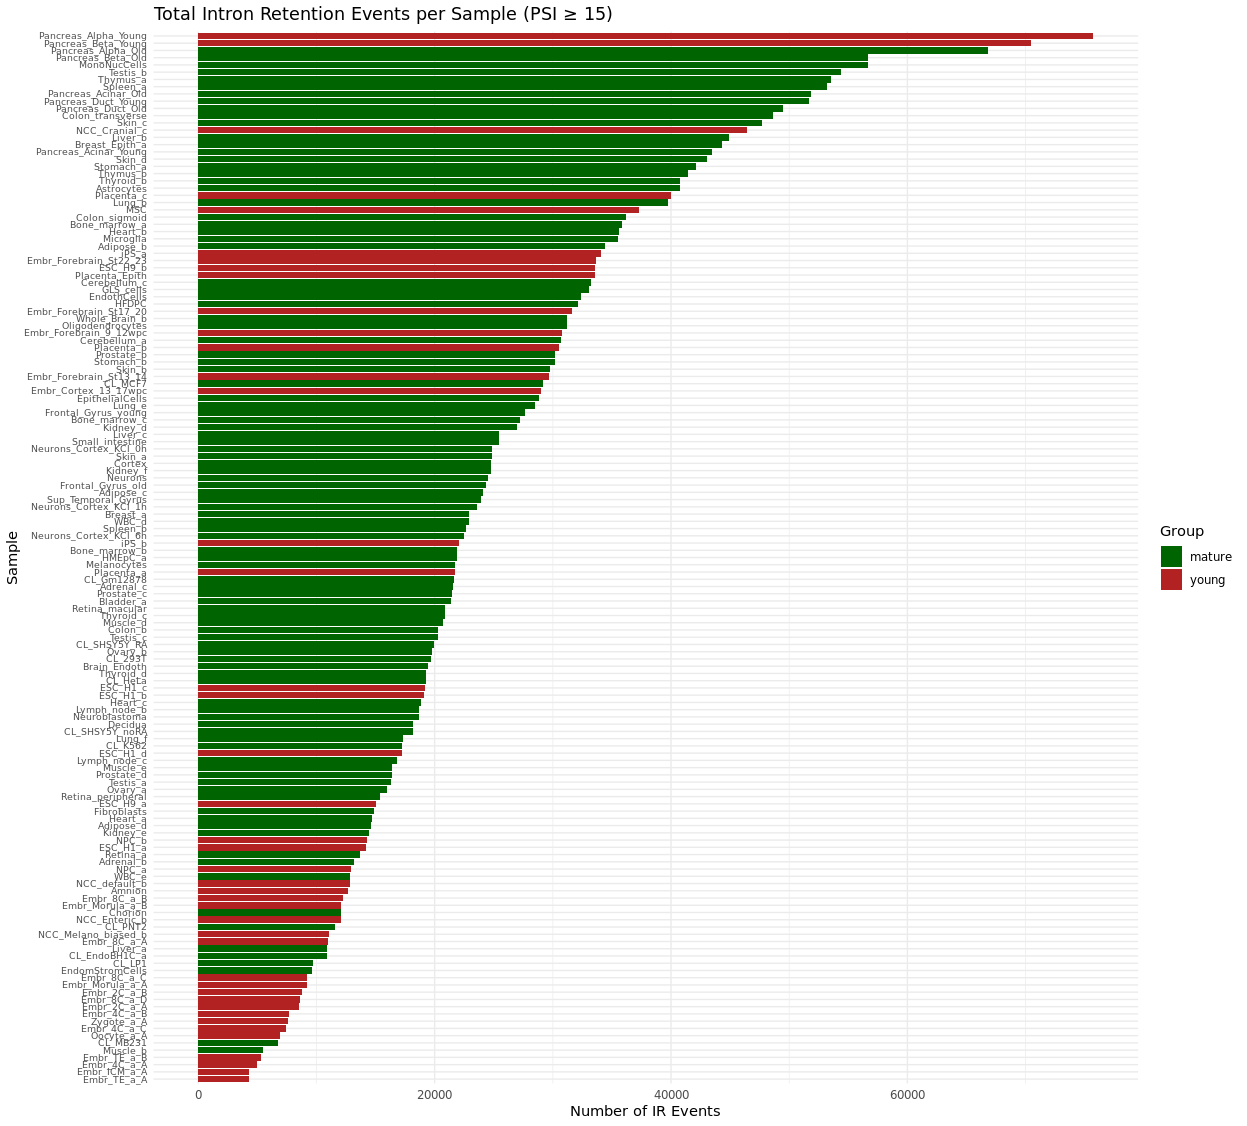 Total Intron Retention Events per Sample (PSI ≥ 15)
Pancreas_Alpha_Young
Pancreas_Beta_Young
Pancreas_Alpha_Old
Pancreas_Beta_Old
MonoNucCells
Testis_b
Thymus_a
Spleen_a
Pancreas_Acinar_Old
Pancreas_Duct_Young
Pancreas_Duct_Old
Colon_transverse
Skin_c
NCC_Cranial_c
Liver_b
Breast_Epith_a
Pancreas_Acinar_Young
Skin_d
Stomach_a
Thymus_b
Thyroid_b
Astrocytes
Placenta_c
Lung_b
MSC
Colon_sigmoid
Bone_marrow_a
Heart_b
Microglia
Adipose_b
iPS_a
Embr_Forebrain_St22_23
ESC_H9_b
Placenta_Epith
Cerebellum_c
GLS_cells
EndothCells
HFDPC
Embr_Forebrain_St17_20
Whole_Brain_b
Oligodendrocytes
Embr_Forebrain_9_12wpc
Cerebellum_a
Placenta_b
Prostate_b
Stomach_b
Skin_b
Embr_Forebrain_St13_14
CL_MCF7
Embr_Cortex_13_17wpc
EpithelialCells
Lung_e
Frontal_Gyrus_young
Bone_marrow_c
Kidney_d
Liver_c
Small_intestine
Neurons_Cortex_KCl_0h
Skin_a
Cortex
Kidney_f
Neurons
Frontal_Gyrus_old
Adipose_c
Sup_Temporal_Gyrus
Neurons_Cortex_KCl_1h
Breast_a
WBC_d
Spleen_b
Neurons_Cortex_KCl_6h
iPS_b
Bone_marrow_b
HMEpC_a
Melanocytes
Placenta_a
CL_Gm12878
Adrenal_c
Prostate_c
Bladder_a
Retina_macular
Thyroid_c
Muscle_d
Colon_b
Testis_c
CL_SHSY5Y_RA
Ovary_b
CL_293T
Brain_Endoth
Thyroid_d
CL_HeLa
ESC_H1_c
ESC_H1_b
Heart_c
Lymph_node_b
Neuroblastoma
Decidua
CL_SHSY5Y_noRA
Lung_f
CL_K562
ESC_H1_d
Lymph_node_c
Muscle_e
Prostate_d
Testis_a
Ovary_a
Retina_peripheral
ESC_H9_a
Fibroblasts
Heart_a
Adipose_d
Kidney_e
NPC_b
ESC_H1_a
Retina_a
Adrenal_b
NPC_a
WBC_e
NCC_default_b
Amnion
Embr_8C_a_B
Embr_Morula_a_B
Chorion
NCC_Enteric_b
CL_PNT2
NCC_Melano_biased_b
Embr_8C_a_A
Liver_a
CL_EndoBH1C_a
CL_LP1
EndomStromCells
Embr_8C_a_C
Embr_Morula_a_A
Embr_2C_a_B
Embr_8C_a_D
Embr_2C_a_A
Embr_4C_a_B
Zygote_a_A
Embr_4C_a_C
Oocyte_a_A
CL_MB231
Muscle_b
Embr_TE_a_B
Embr_4C_a_A
Embr_ICM_a_A
Embr_TE_a_A
Sample
0 20000 40000 60000
Number of IR Events
Group
mature
young